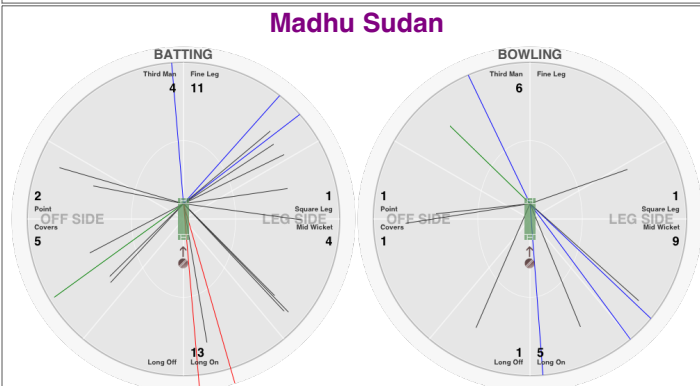 Madhu Sudan
BATTING
Third Man Fine Leg
4 11
2 1
Point Square Leg
OFF SIDE LEG SIDE
Covers Mid Wicket
5 4
13
Long Off Long On
BOWLING
Third Man Fine Leg
6
1 1
Point Square Leg
OFF SIDE LEG SIDE
Covers Mid Wicket
1 9
1 5
Long Off Long On